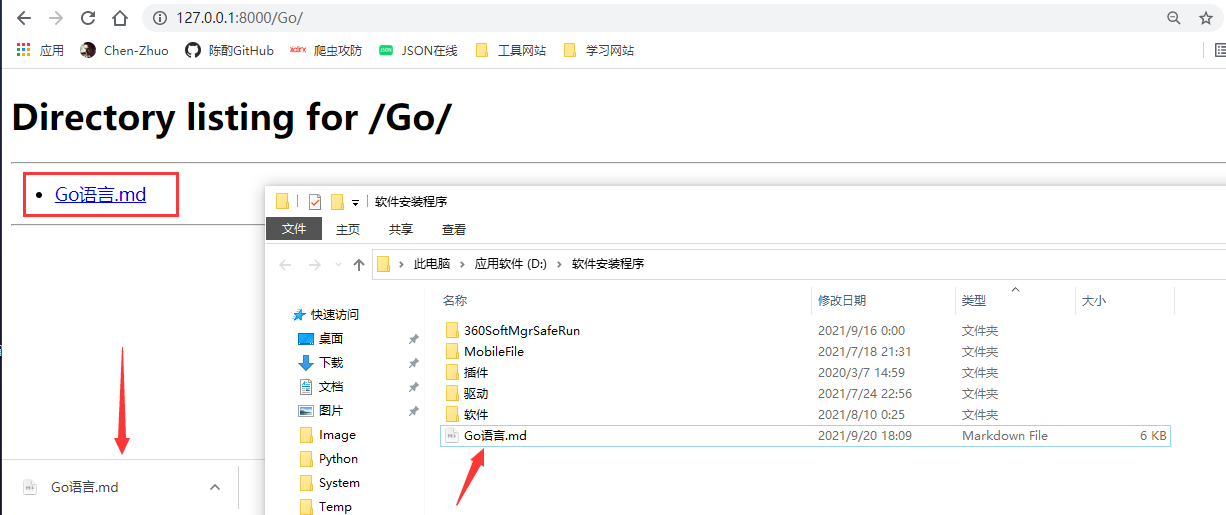 127.0.0.1:8000/Go/
应用 Chen-Zhuo 陈酌GitHub xdirx 爬虫攻防 JSON JSON在线 工具网站 学习网站
Directory listing for /Go/
Go语言.md
软件安装程序
文件 主页 共享 查看
此电脑 › 应用软件 (D:) › 软件安装程序
名称 修改日期 类型 大小
快速访问
桌面
下载
文档
图片
Image
Python
System
Temp
360SoftMgrSafeRun 2021/9/16 0:00 文件夹
MobileFile 2021/7/18 21:31 文件夹
插件 2020/3/7 14:59 文件夹
驱动 2021/7/24 22:56 文件夹
软件 2021/8/10 0:25 文件夹
Go语言.md 2021/9/20 18:09 Markdown File 6 KB
Go语言.md